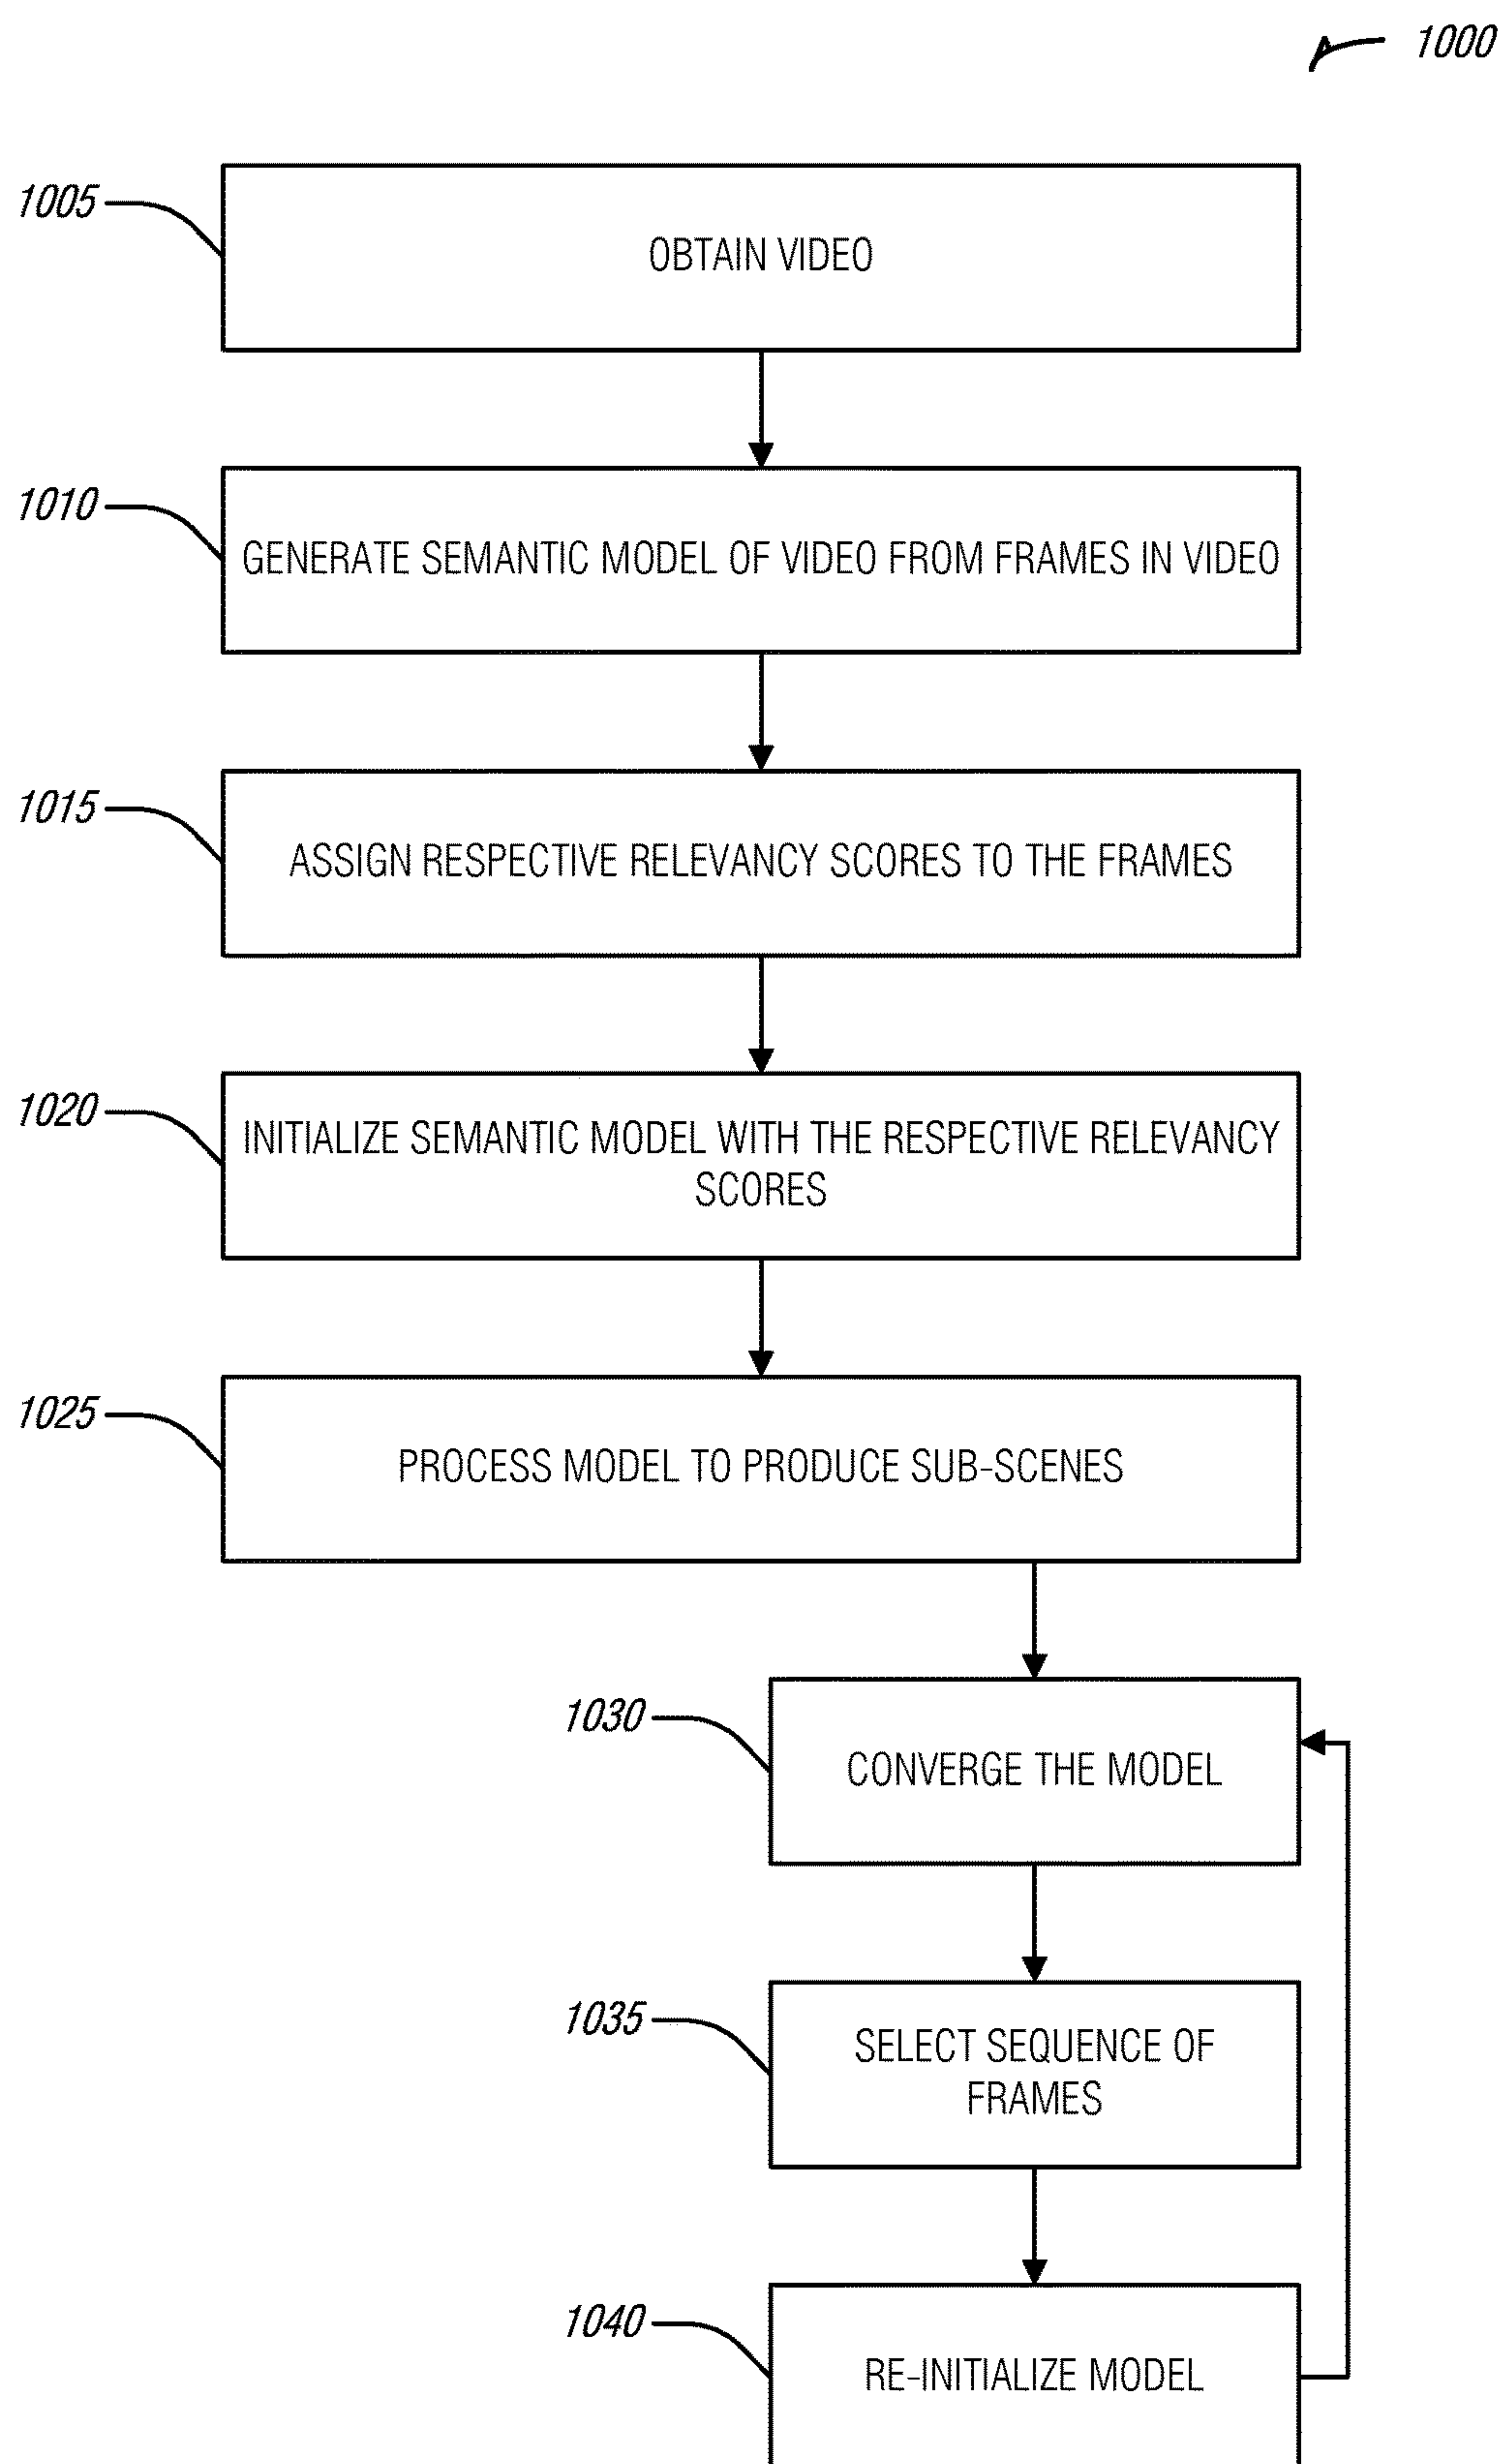 1000
1005
OBTAIN VIDEO
1010
GENERATE SEMANTIC MODEL OF VIDEO FROM FRAMES IN VIDEO
1015
ASSIGN RESPECTIVE RELEVANCY SCORES TO THE FRAMES
1020
INITIALIZE SEMANTIC MODEL WITH THE RESPECTIVE RELEVANCY
SCORES
1025
PROCESS MODEL TO PRODUCE SUB-SCENES
1030
CONVERGE THE MODEL
1035
SELECT SEQUENCE OF
FRAMES
1040
RE-INITIALIZE MODEL